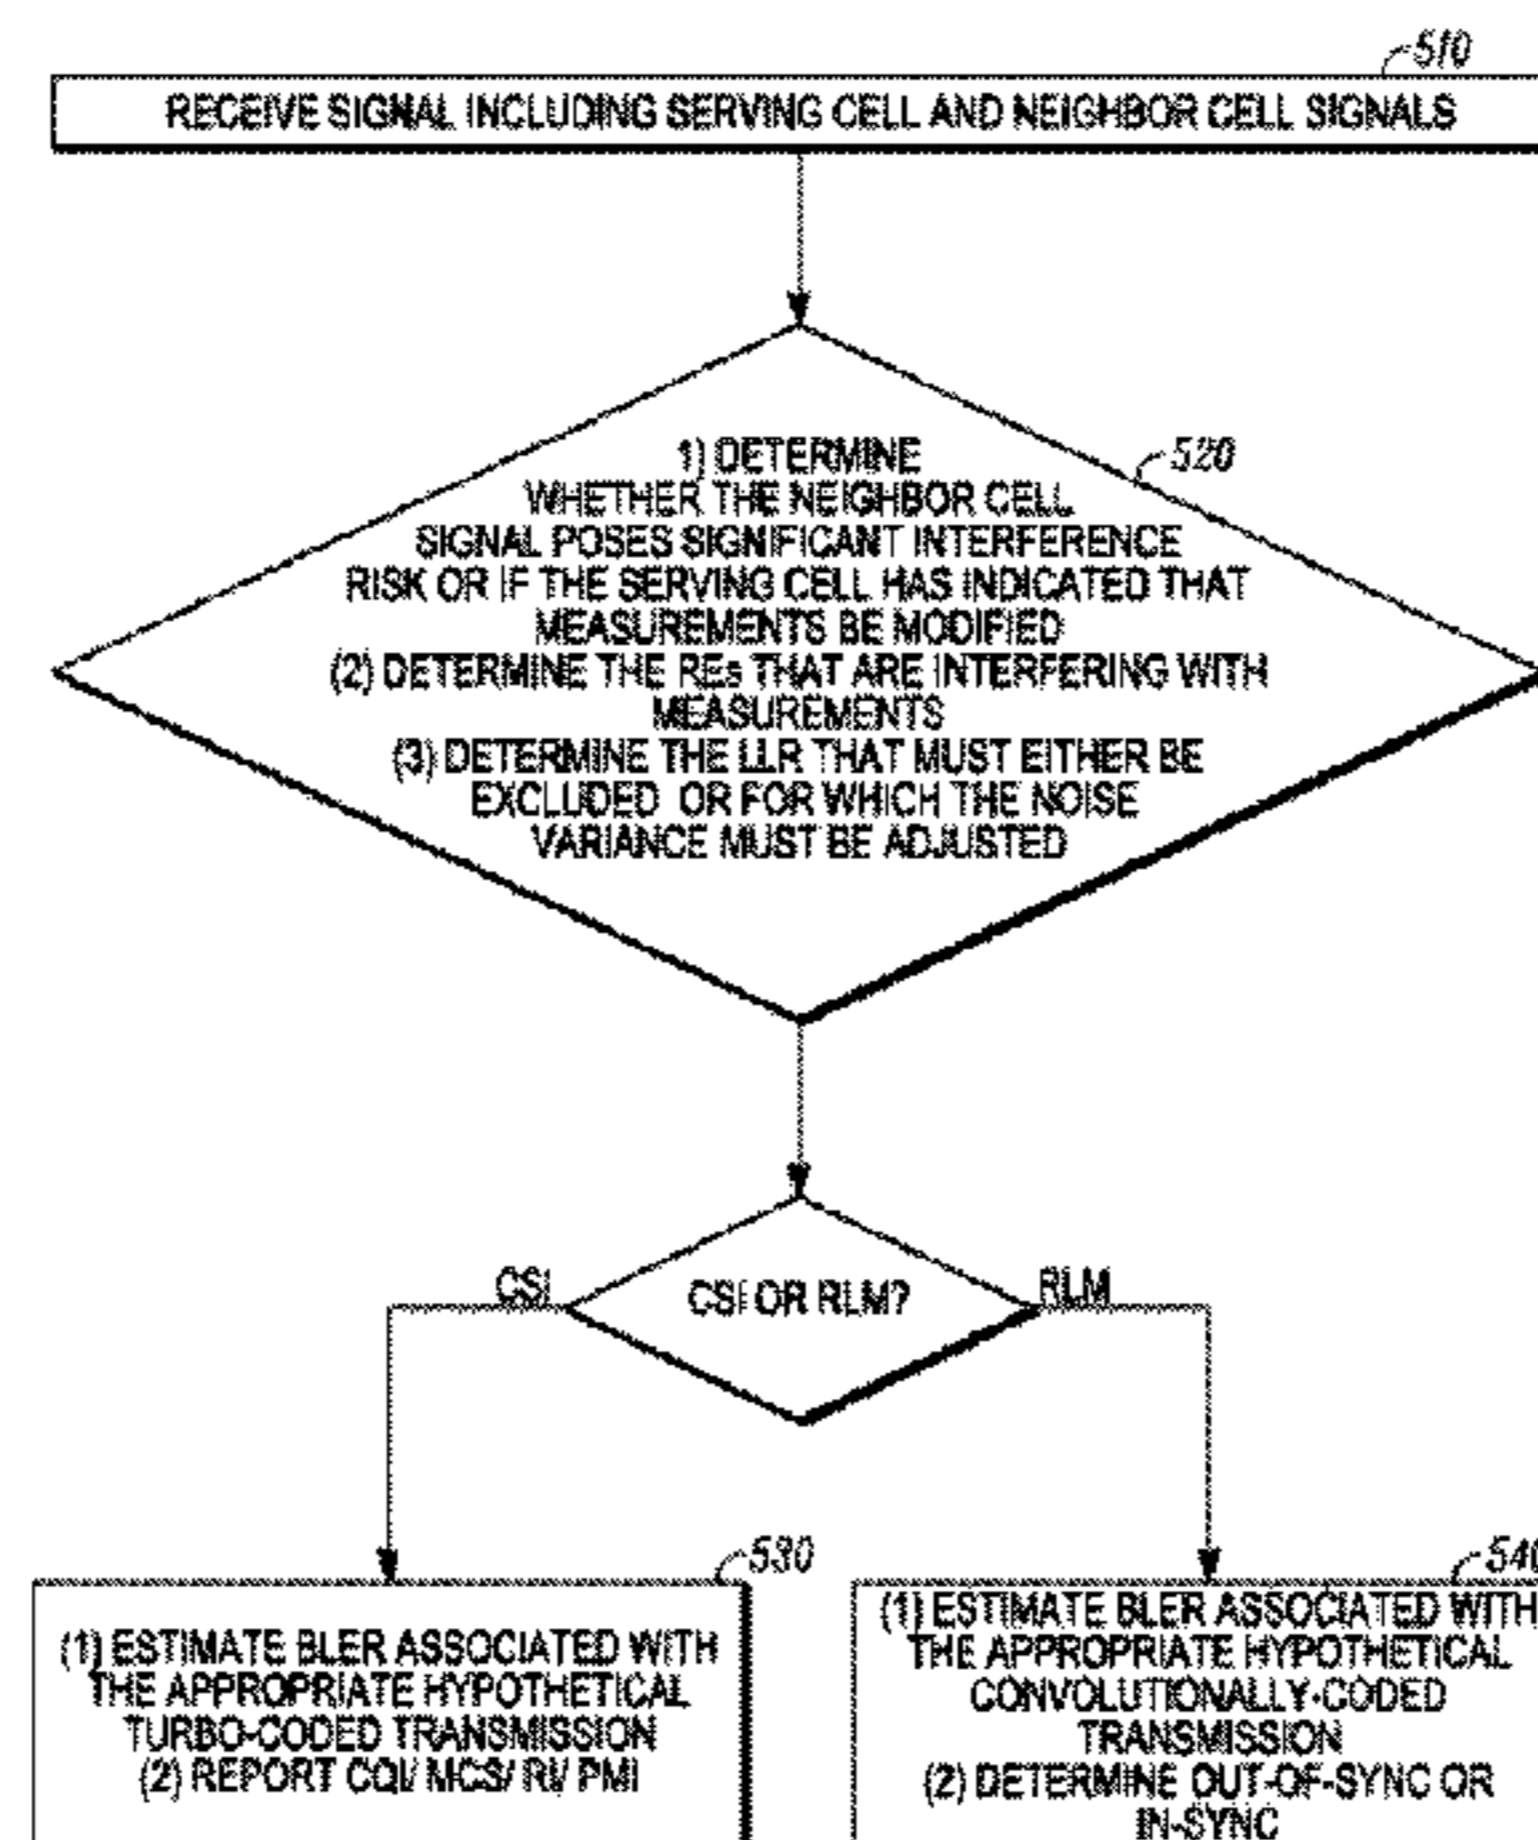 510
RECEIVE SIGNAL INCLUDING SERVING CELL AND NEIGHBOR CELL SIGNALS
520
1) DETERMINE
WHETHER THE NEIGHBOR CELL
SIGNAL POSES SIGNIFICANT INTERFERENCE
RISK OR IF THE SERVING CELL HAS INDICATED THAT
MEASUREMENTS BE MODIFIED
(2) DETERMINE THE REs THAT ARE INTERFERING WITH
MEASUREMENTS
(3) DETERMINE THE LLR THAT MUST EITHER BE
EXCLUDED OR FOR WHICH THE NOISE
VARIANCE MUST BE ADJUSTED
CSI
CSI OR RLM?
RLM
530
(1) ESTIMATE BLER ASSOCIATED WITH
THE APPROPRIATE HYPOTHETICAL
TURBO-CODED TRANSMISSION
(2) REPORT CQI/ MCS/ RI/ PMI
540
(1) ESTIMATE BLER ASSOCIATED WITH
THE APPROPRIATE HYPOTHETICAL
CONVOLUTIONALLY-CODED
TRANSMISSION
(2) DETERMINE OUT-OF-SYNC OR
IN-SYNC